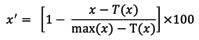 x′ = [1 − x − T(x) / max(x) − T(x)] ×100